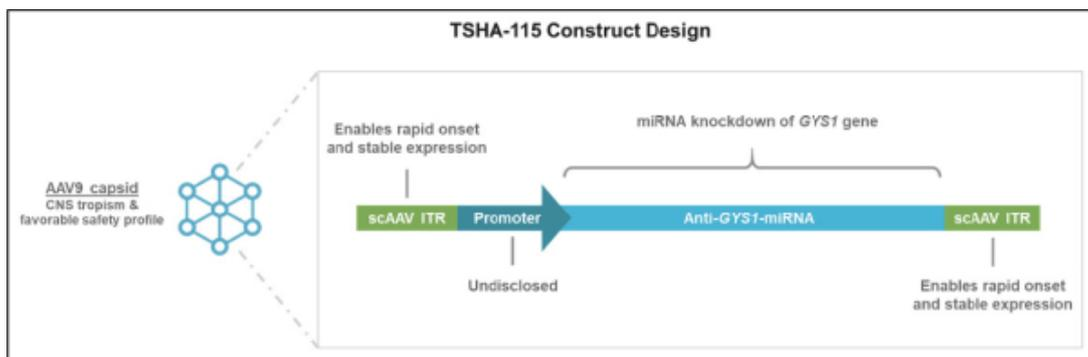 TSHA-115 Construct Design
Enables rapid onset
and stable expression
miRNA knockdown of GYS1 gene
AAV9 capsid
CNS tropism &
favorable safety profile
scAAV ITR
Promoter
Anti-GYS1-miRNA
scAAV ITR
Undisclosed
Enables rapid onset
and stable expression